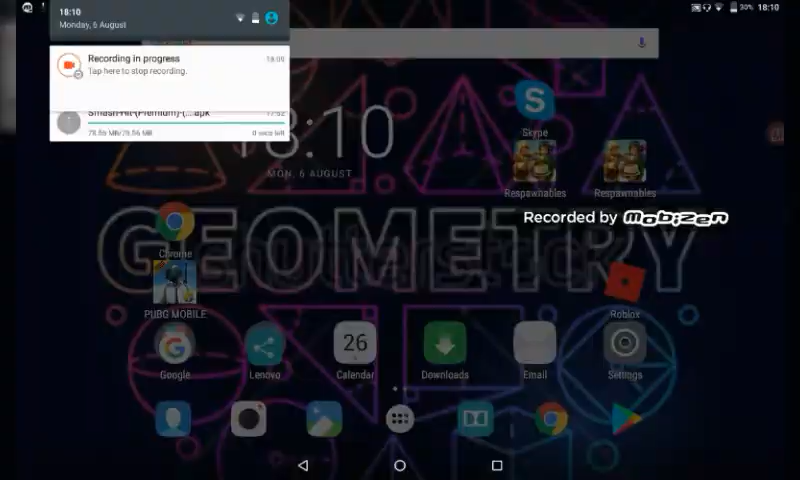 18:10
Monday, 6 August
30% 18:10
Recording in progress
18:09
Tap here to stop recording.
Smash-Hit-(Premium)-(...apk
17:52
78.56 MB/78.56 MB
0 secs left
8:10
MON, 6 AUGUST
Skype
Respawnables
Respawnables
Recorded by mobizen
GEOMETRY
shutterstock
Chrome
PUBG MOBILE
Roblox
26
Google
Lenovo
Calendar
Downloads
Email
Settings